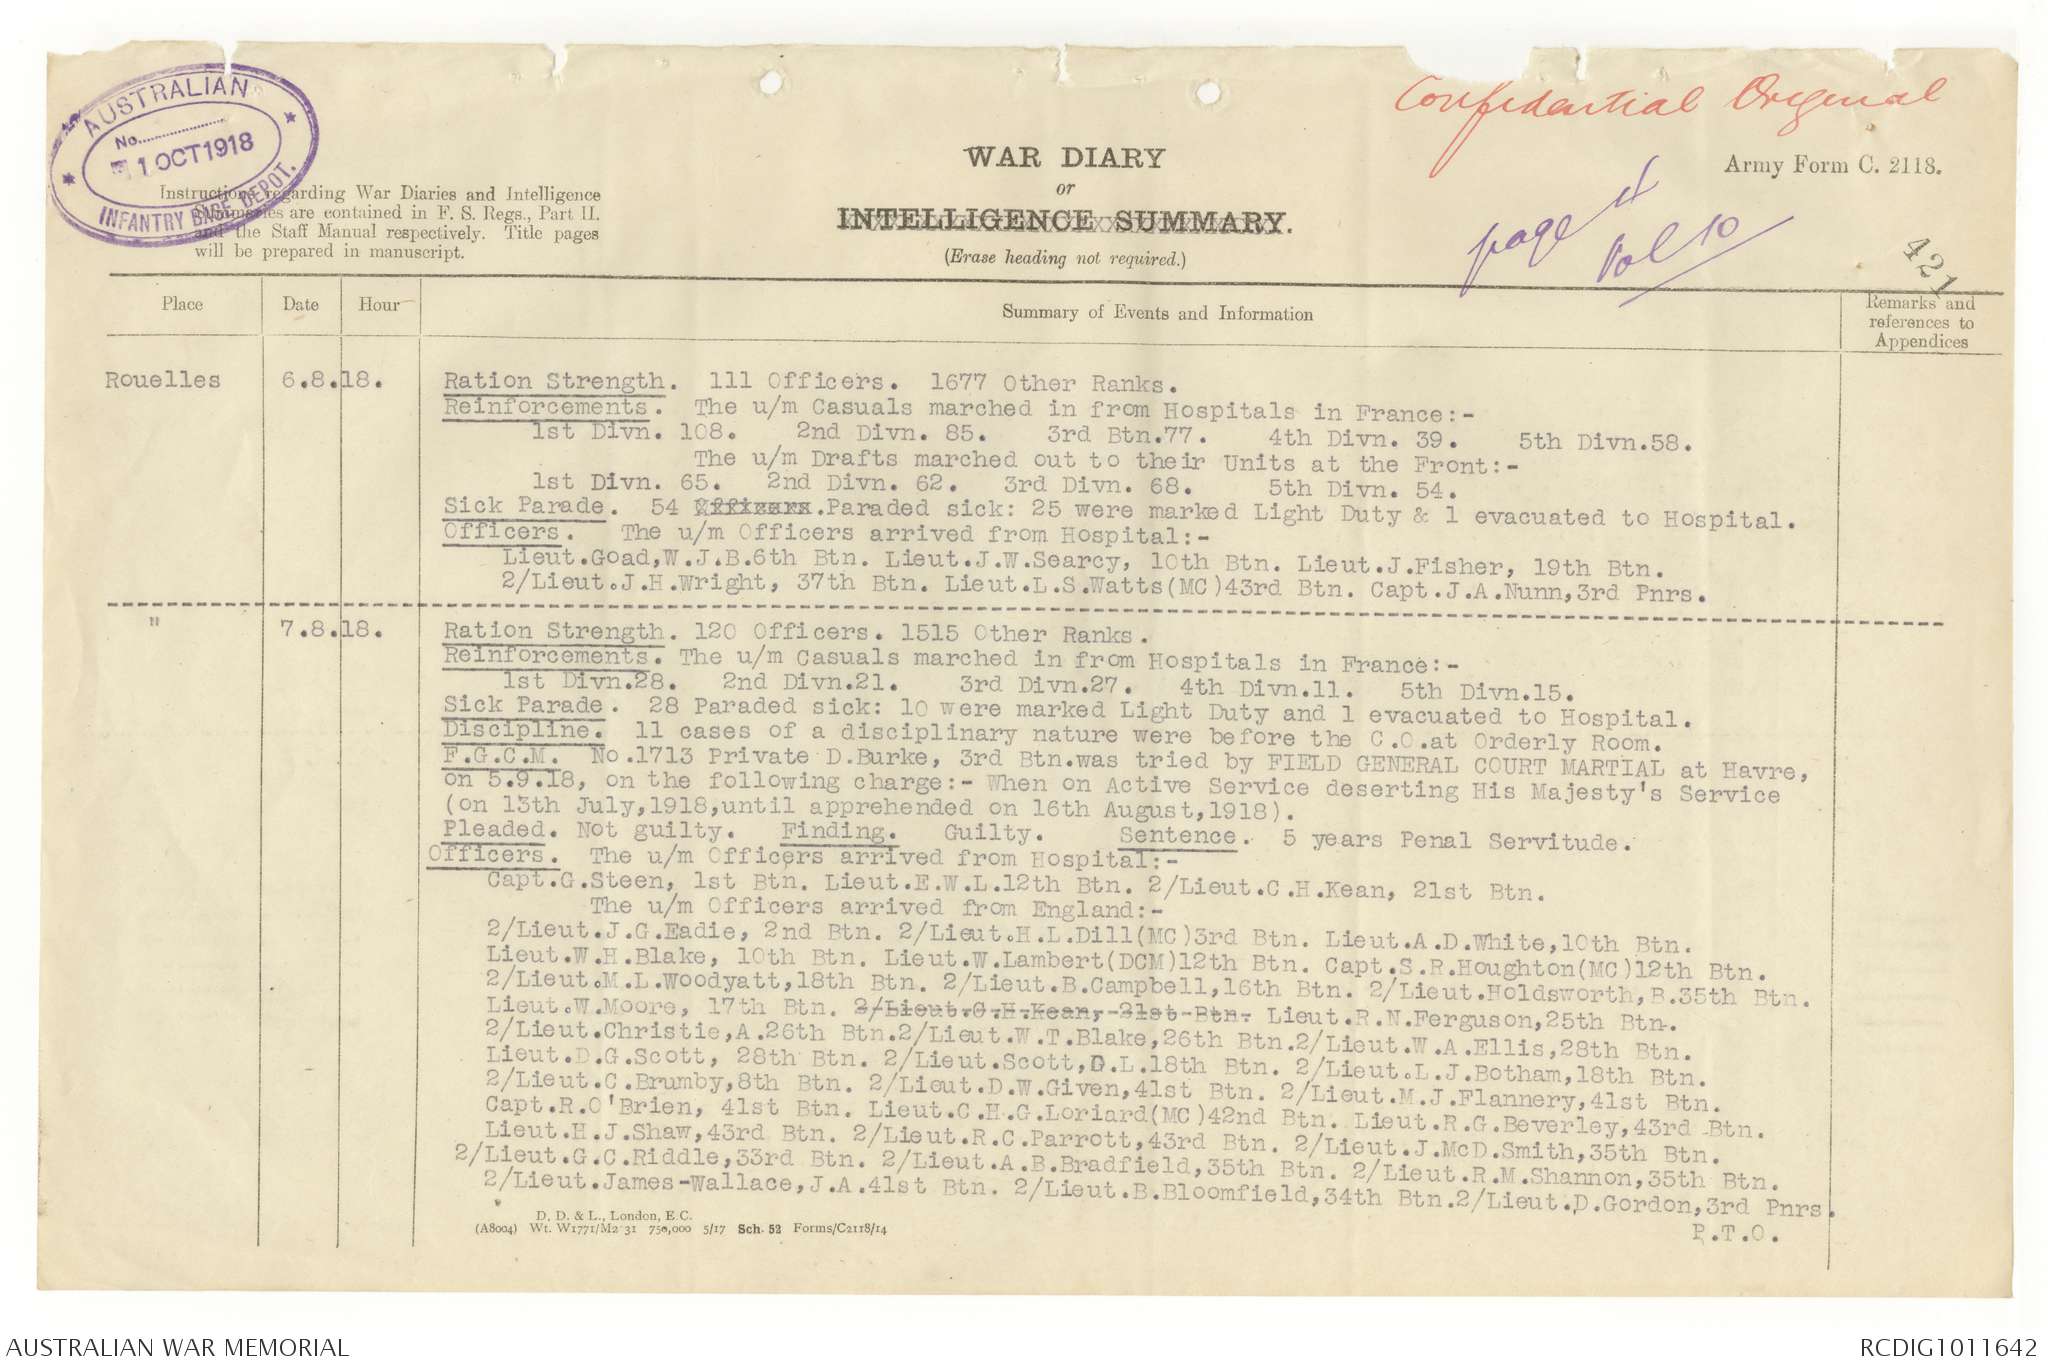 Confidential Original
AUSTRALIAN
No.
1 OCT 1918
INFANTRY BASE DEPOT.
WAR DIARY
or
INTELLIGENCE SUMMARY.
(Erase heading not required.)
Army Form C. 2118.
Instructions regarding War Diaries and Intelligence
Summaries are contained in F. S. Regs., Part II.
and the Staff Manual respectively. Title pages
will be prepared in manuscript.
page 4
Vol 10
421
Place
Date
Hour
Summary of Events and Information
Remarks and
references to
Appendices
Rouelles 6.8.18. Ration Strength. 111 Officers. 1677 Other Ranks.
Reinforcements. The u/m Casuals marched in from Hospitals in France:-
1st Divn. 108. 2nd Divn. 85. 3rd Btn.77. 4th Divn. 39. 5th Divn.58.
The u/m Drafts marched out to their Units at the Front:-
1st Divn. 65. 2nd Divn. 62. 3rd Divn. 68. 5th Divn. 54.
Sick Parade. 54 Officers.Paraded sick: 25 were marked Light Duty & 1 evacuated to Hospital.
Officers. The u/m Officers arrived from Hospital:-
Lieut.Goad,W.J.B.6th Btn. Lieut.J.W.Searcy, 10th Btn. Lieut.J.Fisher, 19th Btn.
2/Lieut.J.H.Wright, 37th Btn. Lieut.L.S.Watts(MC)43rd Btn. Capt.J.A.Nunn,3rd Pnrs.
" 7.8.18. Ration Strength. 120 Officers. 1515 Other Ranks.
Reinforcements. The u/m Casuals marched in from Hospitals in France:-
1st Divn.28. 2nd Divn.21. 3rd Divn.27. 4th Divn.11. 5th Divn.15.
Sick Parade. 28 Paraded sick: 10 were marked Light Duty and 1 evacuated to Hospital.
Discipline. 11 cases of a disciplinary nature were before the C.O.at Orderly Room.
F.G.C.M. No.1713 Private D.Burke, 3rd Btn.was tried by FIELD GENERAL COURT MARTIAL at Havre,
on 5.9.18, on the following charge:- When on Active Service deserting His Majesty's Service
(on 13th July,1918,until apprehended on 16th August,1918).
Pleaded. Not guilty. Finding. Guilty. Sentence. 5 years Penal Servitude.
Officers. The u/m Officers arrived from Hospital:-
Capt.G.Steen, 1st Btn. Lieut.E.W.L.12th Btn. 2/Lieut.C.H.Kean, 21st Btn.
The u/m Officers arrived from England:-
2/Lieut.J.G.Eadie, 2nd Btn. 2/Lieut.H.L.Dill(MC)3rd Btn. Lieut.A.D.White,10th Btn.
Lieut.W.H.Blake, 10th Btn. Lieut.W.Lambert(DCM)12th Btn. Capt.S.R.Houghton(MC)12th Btn.
2/Lieut.M.L.Woodyatt,18th Btn. 2/Lieut.B.Campbell,16th Btn. 2/Lieut.Holdsworth,B.35th Btn.
Lieut.W.Moore, 17th Btn. 2/Lieut.C.H.Kean, 21st Btn. Lieut.R.N.Ferguson,25th Btn.
2/Lieut.Christie,A.26th Btn.2/Lieut.W.T.Blake,26th Btn.2/Lieut.W.A.Ellis,28th Btn.
Lieut.D.G.Scott, 28th Btn. 2/Lieut.Scott,D.L.18th Btn. 2/Lieut.L.J.Botham,18th Btn.
2/Lieut.C.Brumby,8th Btn. 2/Lieut.D.W.Given,41st Btn. 2/Lieut.M.J.Flannery,41st Btn.
Capt.R.O'Brien, 41st Btn. Lieut.C.H.G.Loriard(MC)42nd Btn. Lieut.R.G.Beverley,43rd Btn.
Lieut.H.J.Shaw,43rd Btn. 2/Lieut.R.C.Parrott,43rd Btn. 2/Lieut.J.McD.Smith,35th Btn.
2/Lieut.G.C.Riddle,33rd Btn. 2/Lieut.A.B.Bradfield,35th Btn. 2/Lieut.R.M.Shannon,35th Btn.
2/Lieut.James-Wallace,J.A.41st Btn. 2/Lieut.B.Bloomfield,34th Btn.2/Lieut.D.Gordon,3rd Pnrs.
P.T.O.
D. D. & L., London, E.C.
(A8004) Wt. W1771/M2 31 750,000 5/17 Sch. 52 Forms/C2118/14
AUSTRALIAN WAR MEMORIAL
RCDIG1011642